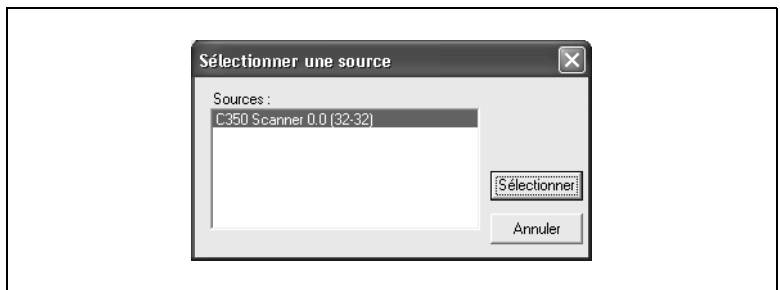 Sélectionner une source
Sources :
C350 Scanner 0.0 (32-32)
Sélectionner
Annuler